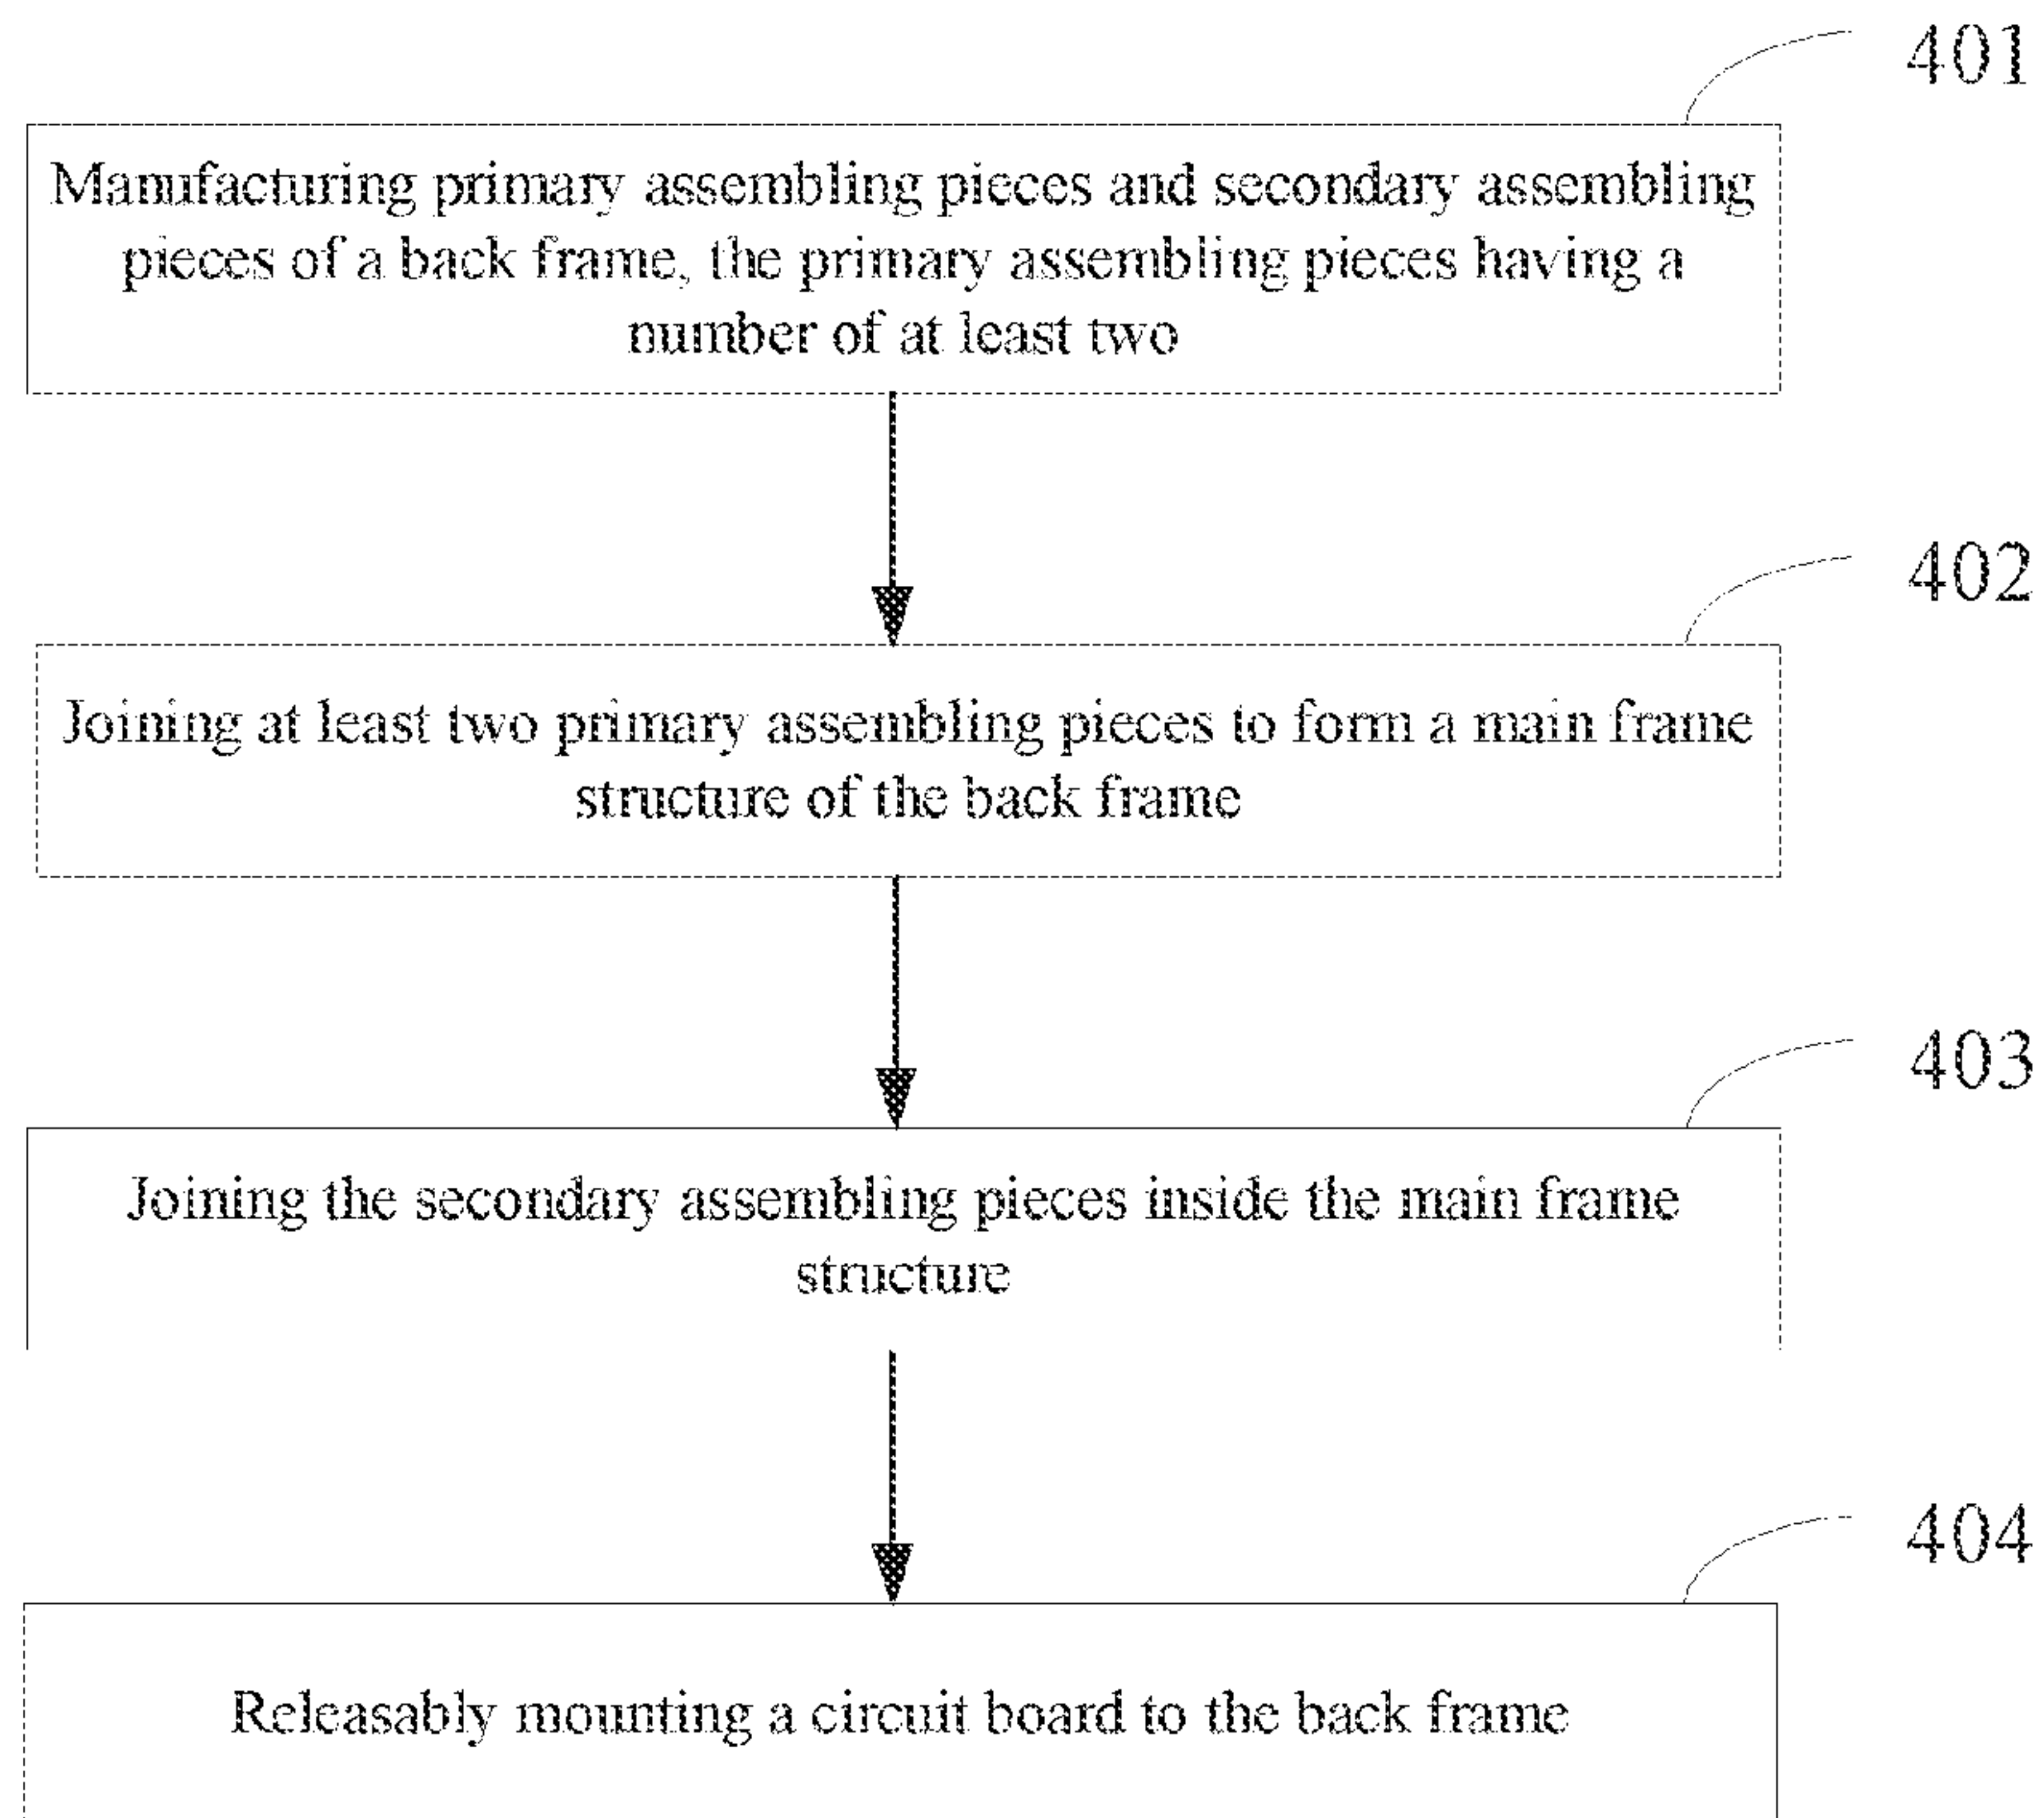 401
Manufacturing primary assembling pieces and secondary assembling
pieces of a back frame, the primary assembling pieces having a
number of at least two
402
Joining at least two primary assembling pieces to form a main frame
structure of the back frame
403
Joining the secondary assembling pieces inside the main frame
structure
404
Releasably mounting a circuit board to the back frame